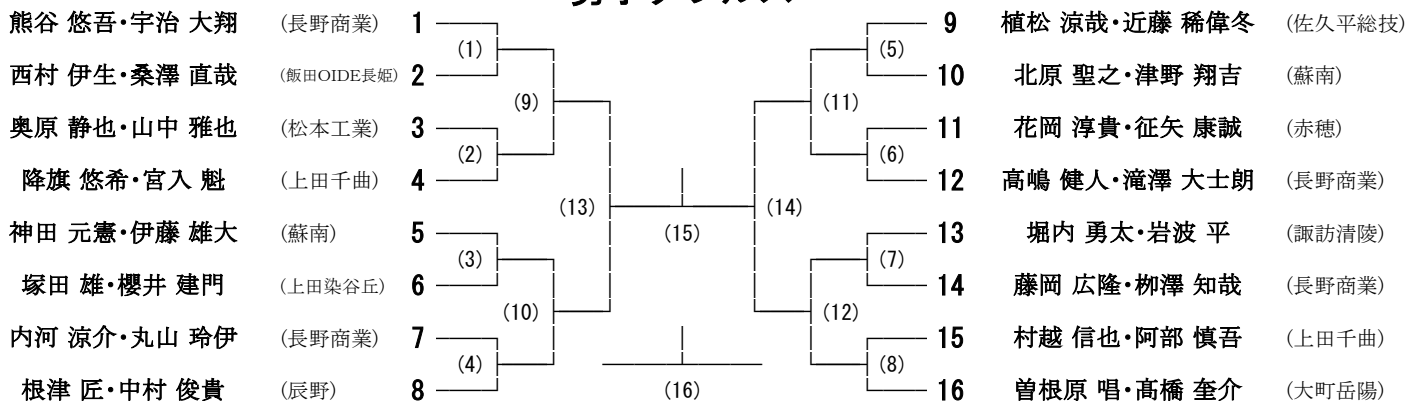 熊谷 悠吾・宇治 大翔 (長野商業) 1
(1)
西村 伊生・桑澤 直哉 (飯田OIDE長姫) 2
(9)
奥原 静也・山中 雅也 (松本工業) 3
(2)
降旗 悠希・宮入 魁 (上田千曲) 4
(13)
神田 元憲・伊藤 雄大 (蘇南) 5
(3)
塚田 雄・櫻井 建門 (上田染谷丘) 6
(10)
内河 涼介・丸山 玲伊 (長野商業) 7
(4)
根津 匠・中村 俊貴 (辰野) 8
(15)
(16)
9 植松 涼哉・近藤 稀偉冬 (佐久平総技)
(5)
10 北原 聖之・津野 翔吉 (蘇南)
(11)
11 花岡 淳貴・征矢 康誠 (赤穂)
(6)
12 高嶋 健人・滝澤 大士朗 (長野商業)
(14)
13 堀内 勇太・岩波 平 (諏訪清陵)
(7)
14 藤岡 広隆・栁澤 知哉 (長野商業)
(12)
15 村越 信也・阿部 慎吾 (上田千曲)
(8)
16 曽根原 唱・髙橋 奎介 (大町岳陽)